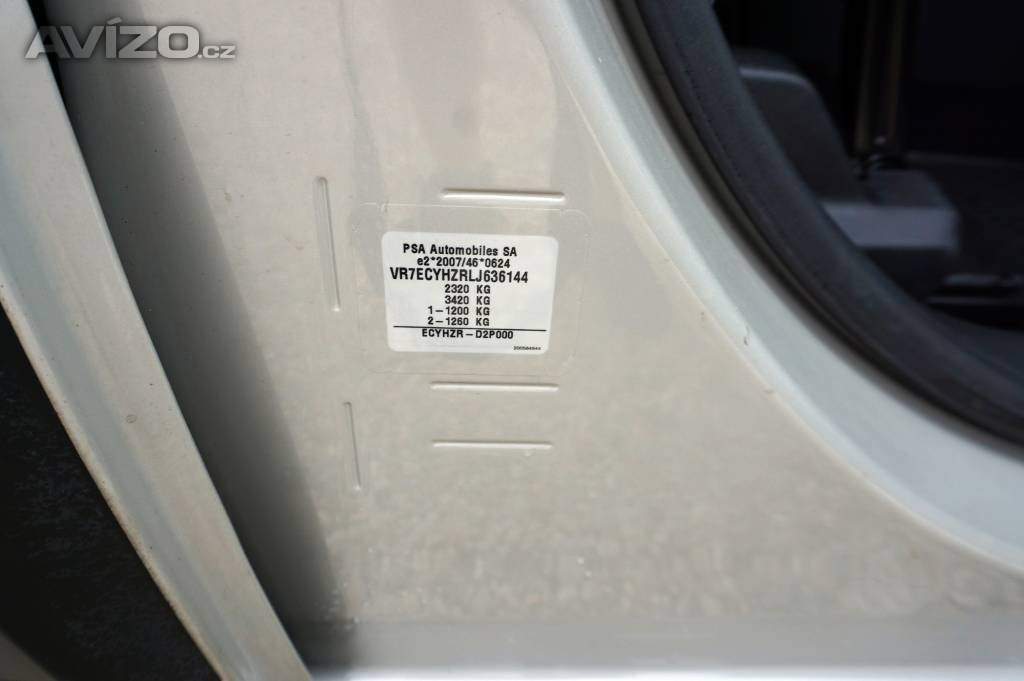 AVÍZO.cz
PSA Automobiles SA
e2*2007/46*0624
VR7ECYHZRLJ636144
2320 KG
3420 KG
1-1200 KG
2-1260 KG
ECYHZR-D2P000